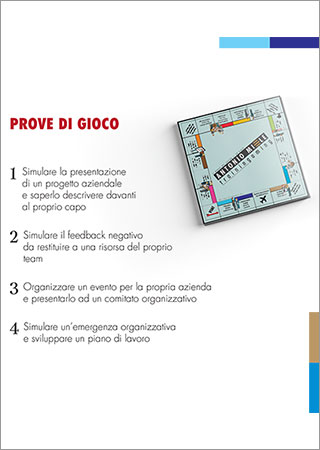 PROVE DI GIOCO
1 Simulare la presentazione
di un progetto aziendale
e saperlo descrivere davanti
al proprio capo
2 Simulare il feedback negativo
da restituire a una risorsa del proprio
team
3 Organizzare un evento per la propria azienda
e presentarlo ad un comitato organizzativo
4 Simulare un'emergenza organizzativa
e sviluppare un piano di lavoro
ANTONIO